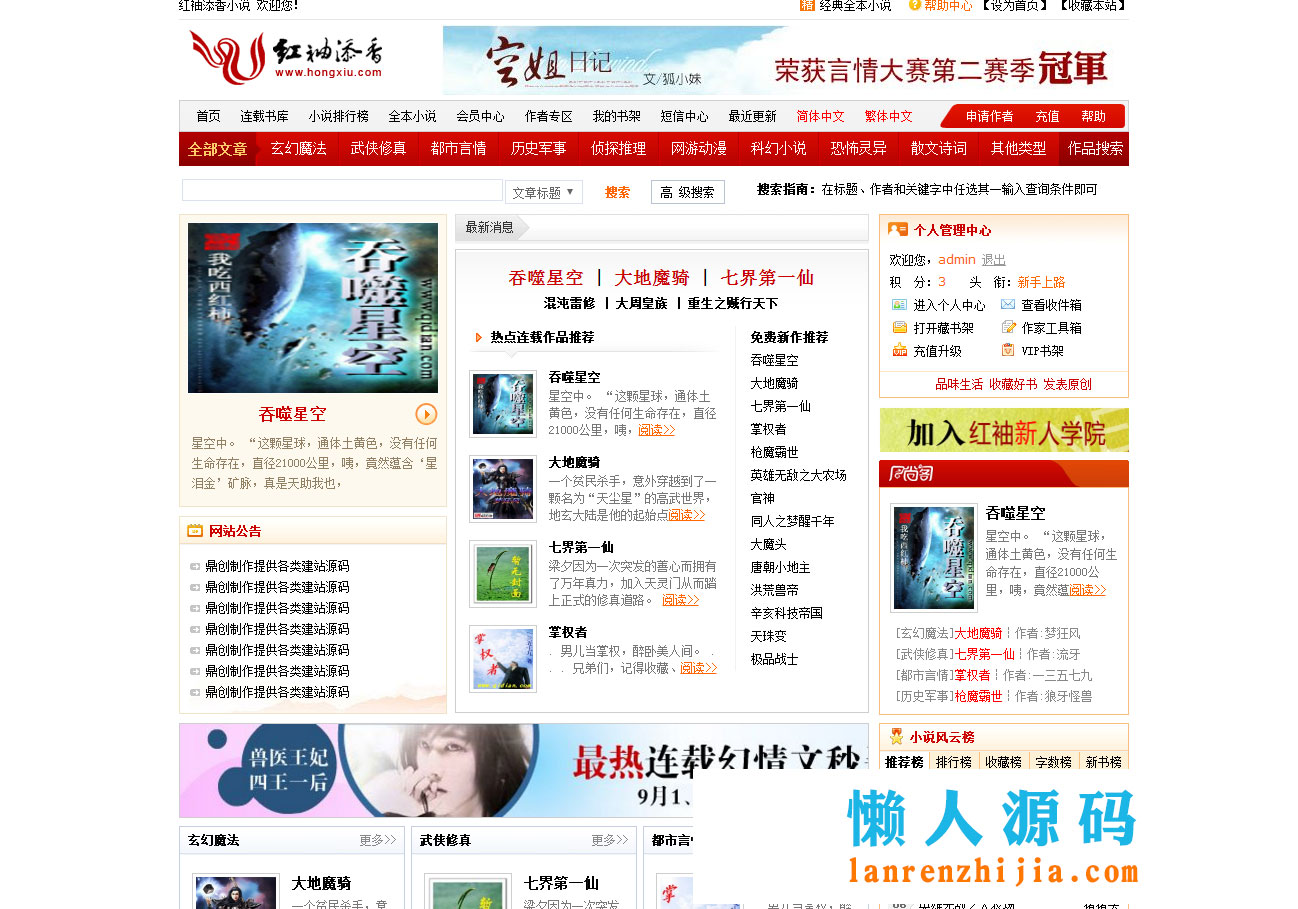 红袖添香小说 欢迎您！
经典全本小说 帮助中心 【设为首页】 【收藏本站】
红袖添香
www.hongxiu.com
空姐日记
文/狐小妹
荣获言情大赛第二赛季冠軍
首页 连载书库 小说排行榜 全本小说 会员中心 作者专区 我的书架 短信中心 最近更新 简体中文 繁体中文 申请作者 充值 帮助
全部文章 玄幻魔法 武侠修真 都市言情 历史军事 侦探推理 网游动漫 科幻小说 恐怖灵异 散文诗词 其他类型 作品搜索
文章标题 搜索 高 级搜索 搜索指南：在标题、作者和关键字中任选其一输入查询条件即可
吞噬星空
我吃西红柿
www.qidian.com
吞噬星空
星空中。 “这颗星球，通体土黄色，没有任何
生命存在，直径21000公里，咦，竟然蕴含‘星
泪金’矿脉，真是天助我也，
网站公告
鼎创制作提供各类建站源码
鼎创制作提供各类建站源码
鼎创制作提供各类建站源码
鼎创制作提供各类建站源码
鼎创制作提供各类建站源码
鼎创制作提供各类建站源码
鼎创制作提供各类建站源码
最新消息
吞噬星空 | 大地魔骑 | 七界第一仙
混沌雷修 | 大周皇族 | 重生之贼行天下
热点连载作品推荐
吞噬星空
星空中。 “这颗星球，通体土
黄色，没有任何生命存在，直径
21000公里，咦，阅读>>
大地魔骑
一个贫民杀手，意外穿越到了一
颗名为“天尘星”的高武世界，
地玄大陆是他的起始点阅读>>
暂无封面
七界第一仙
梁夕因为一次突发的善心而拥有
了万年真力，加入天灵门从而踏
上正式的修真道路。 阅读>>
掌权者
掌权者
．男儿当掌权，醉卧美人间。．
．．兄弟们，记得收藏、阅读>>
免费新作推荐
吞噬星空
大地魔骑
七界第一仙
掌权者
枪魔霸世
英雄无敌之大农场
官神
同人之梦醒千年
大魔头
唐朝小地主
洪荒兽帝
辛亥科技帝国
天珠变
极品战士
个人管理中心
欢迎您，admin 退出
积 分：3 头 衔：新手上路
进入个人中心 查看收件箱
打开藏书架 作家工具箱
充值升级 VIP书架
品味生活 收藏好书 发表原创
加入红袖新人学院
风尚阁
吞噬星空
星空中。 “这颗星球，
通体土黄色，没有任何生
命存在，直径21000公
里，咦，竟然蕴阅读>>
[玄幻魔法]大地魔骑┆作者:梦狂风
[武侠修真]七界第一仙┆作者:流牙
[都市言情]掌权者┆作者:一三五七九
[历史军事]枪魔霸世┆作者:狼牙怪兽
兽医王妃
四王一后
最热连载幻情文秒
9月1、
小说风云榜
推荐榜 排行榜 收藏榜 字数榜 新书榜
玄幻魔法 更多>>
大地魔骑
一个贫民杀手，意
武侠修真 更多>>
七界第一仙
梁夕因为一次突发
都市言
懒人源码
lanrenzhijia.com